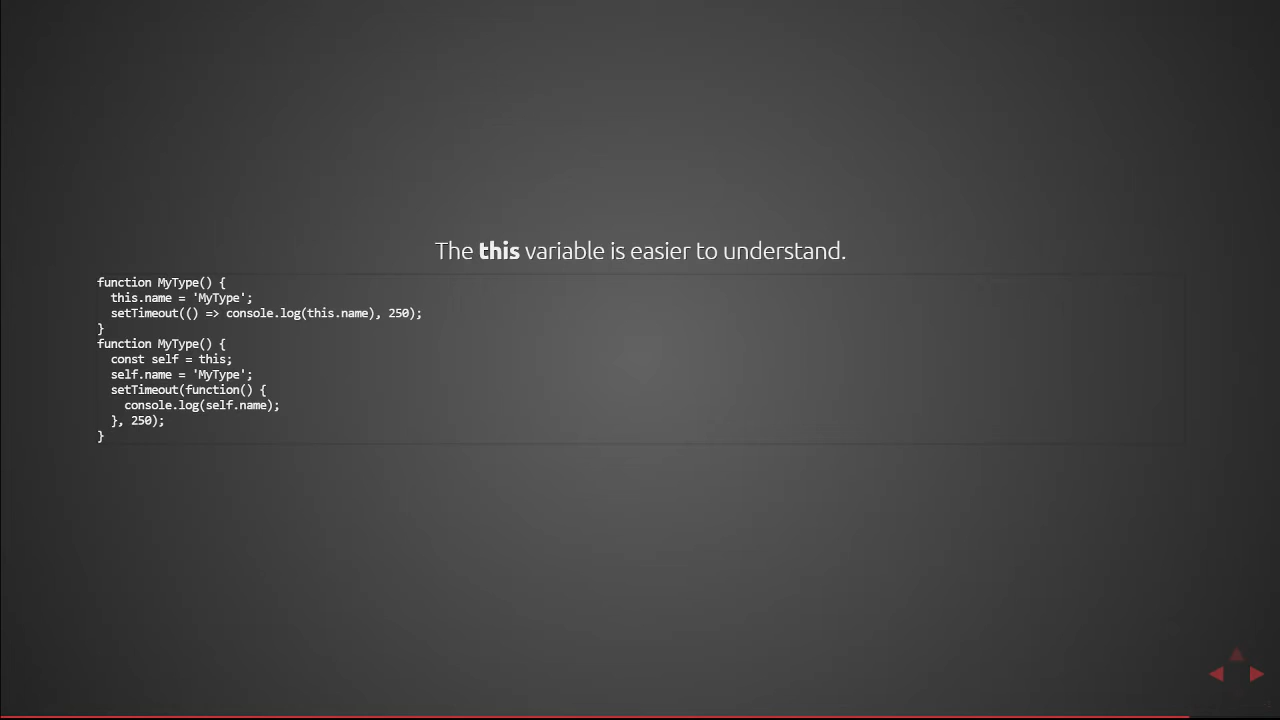 The this variable is easier to understand.
function MyType() {
  this.name = 'MyType';
  setTimeout(() => console.log(this.name), 250);
}
function MyType() {
  const self = this;
  self.name = 'MyType';
  setTimeout(function() {
    console.log(self.name);
  }, 250);
}